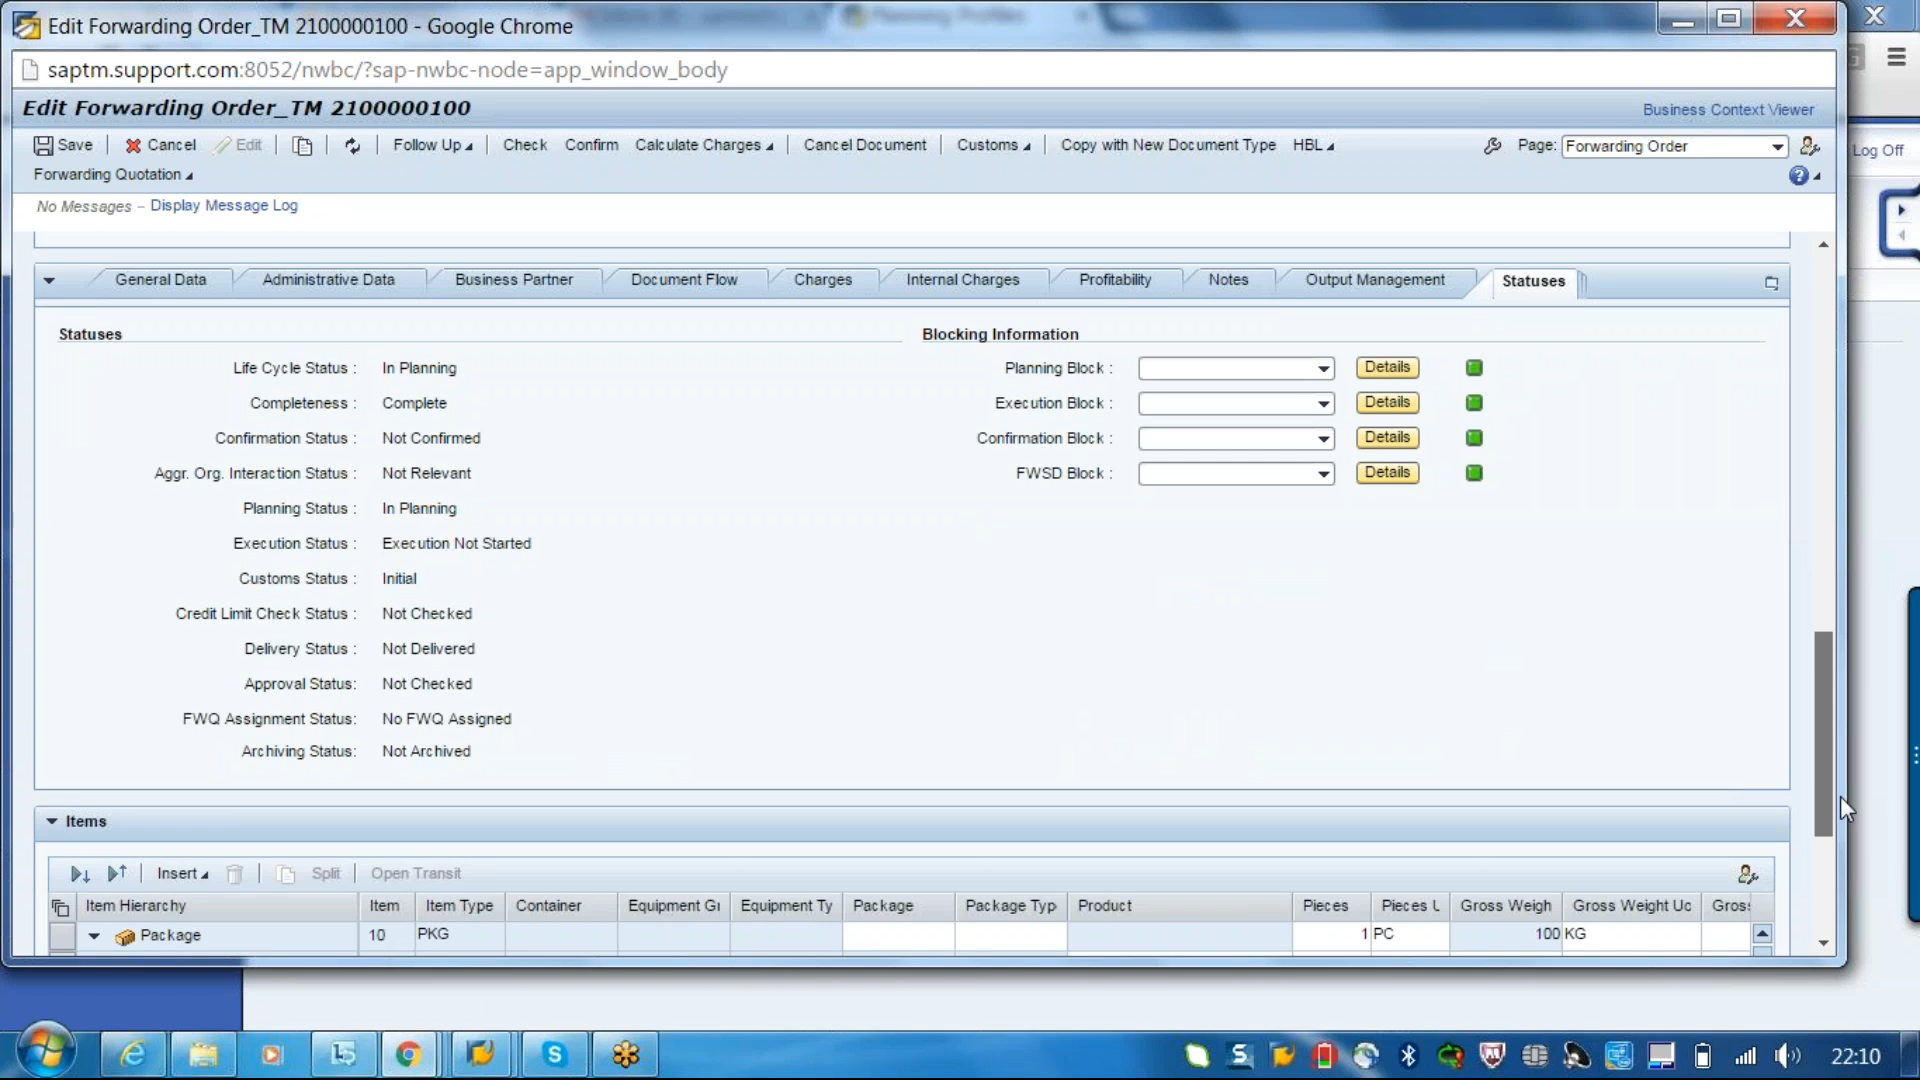 Edit Forwarding Order_TM 2100000100 - Google Chrome
saptm.support.com:8052/nwbc/?sap-nwbc-node=app_window_body
Edit Forwarding Order_TM 2100000100
Business Context Viewer
Save Cancel Edit Follow Up Check Confirm Calculate Charges Cancel Document Customs Copy with New Document Type HBL Page: Forwarding Order
Log Off
Forwarding Quotation
No Messages – Display Message Log
General Data Administrative Data Business Partner Document Flow Charges Internal Charges Profitability Notes Output Management Statuses
Statuses Blocking Information
Life Cycle Status : In Planning Planning Block : Details
Completeness : Complete Execution Block : Details
Confirmation Status : Not Confirmed Confirmation Block : Details
Aggr. Org. Interaction Status : Not Relevant FWSD Block : Details
Planning Status : In Planning
Execution Status : Execution Not Started
Customs Status : Initial
Credit Limit Check Status : Not Checked
Delivery Status : Not Delivered
Approval Status: Not Checked
FWQ Assignment Status: No FWQ Assigned
Archiving Status: Not Archived
Items
Insert Split Open Transit
Item Hierarchy Item Item Type Container Equipment Gr Equipment Ty Package Package Typ Product Pieces Pieces U Gross Weigh Gross Weight Uc Gros
Package 10 PKG 1 PC 100 KG
22:10